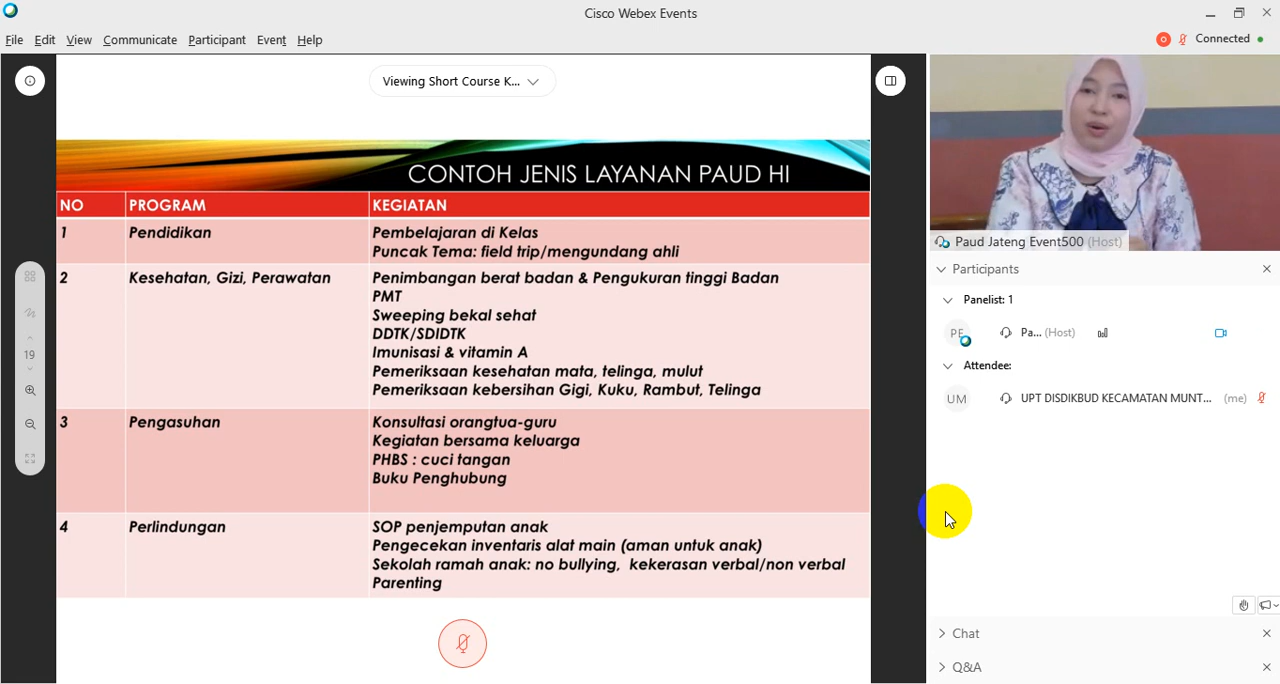 Cisco Webex Events
File Edit View Communicate Participant Event Help
Connected
Viewing Short Course K...
CONTOH JENIS LAYANAN PAUD HI
NO PROGRAM KEGIATAN
1 Pendidikan Pembelajaran di Kelas
Puncak Tema: field trip/mengundang ahli
2 Kesehatan, Gizi, Perawatan Penimbangan berat badan & Pengukuran tinggi Badan
PMT
Sweeping bekal sehat
DDTK/SDIDTK
Imunisasi & vitamin A
Pemeriksaan kesehatan mata, telinga, mulut
Pemeriksaan kebersihan Gigi, Kuku, Rambut, Telinga
3 Pengasuhan Konsultasi orangtua-guru
Kegiatan bersama keluarga
PHBS : cuci tangan
Buku Penghubung
4 Perlindungan SOP penjemputan anak
Pengecekan inventaris alat main (aman untuk anak)
Sekolah ramah anak: no bullying, kekerasan verbal/non verbal
Parenting
19
Paud Jateng Event500 (Host)
Participants
Panelist: 1
PE Pa... (Host)
Attendee:
UM UPT DISDIKBUD KECAMATAN MUNT... (me)
Chat
Q&A